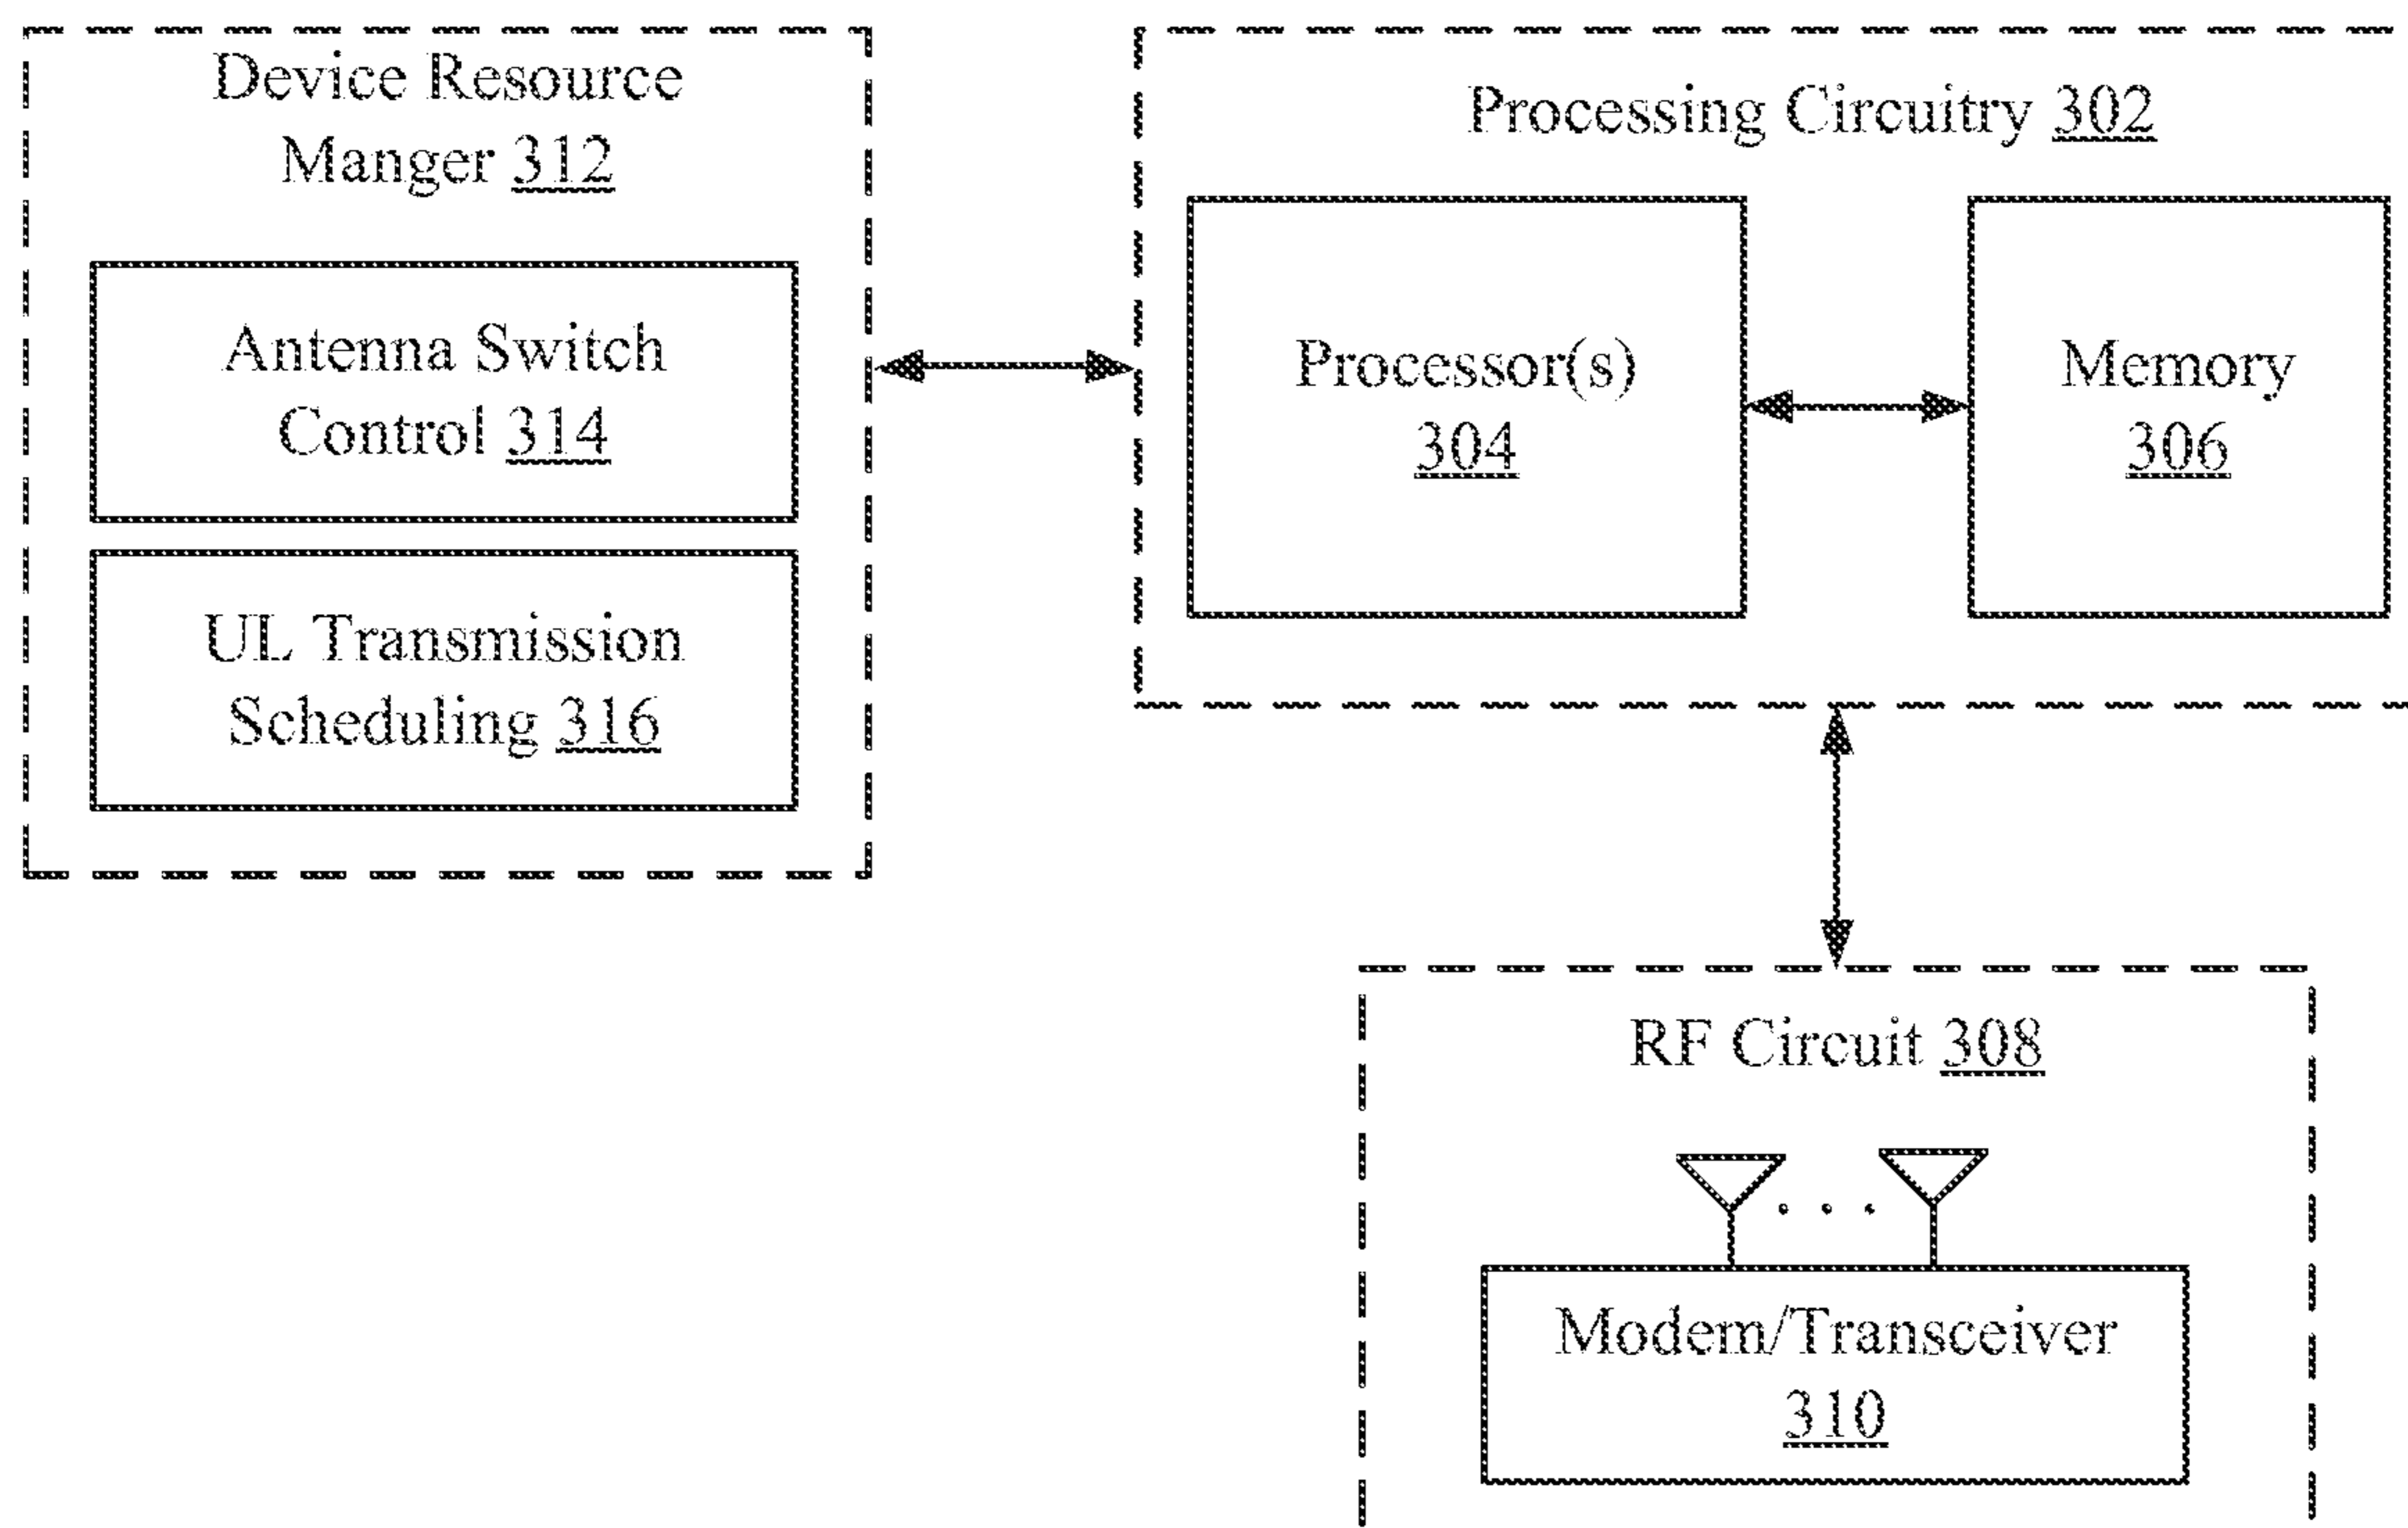 Device Resource
Manger 312
Antenna Switch
Control 314
UL Transmission
Scheduling 316
Processing Circuitry 302
Processor(s)
304
Memory
306
RF Circuit 308
. . .
Modem/Transceiver
310